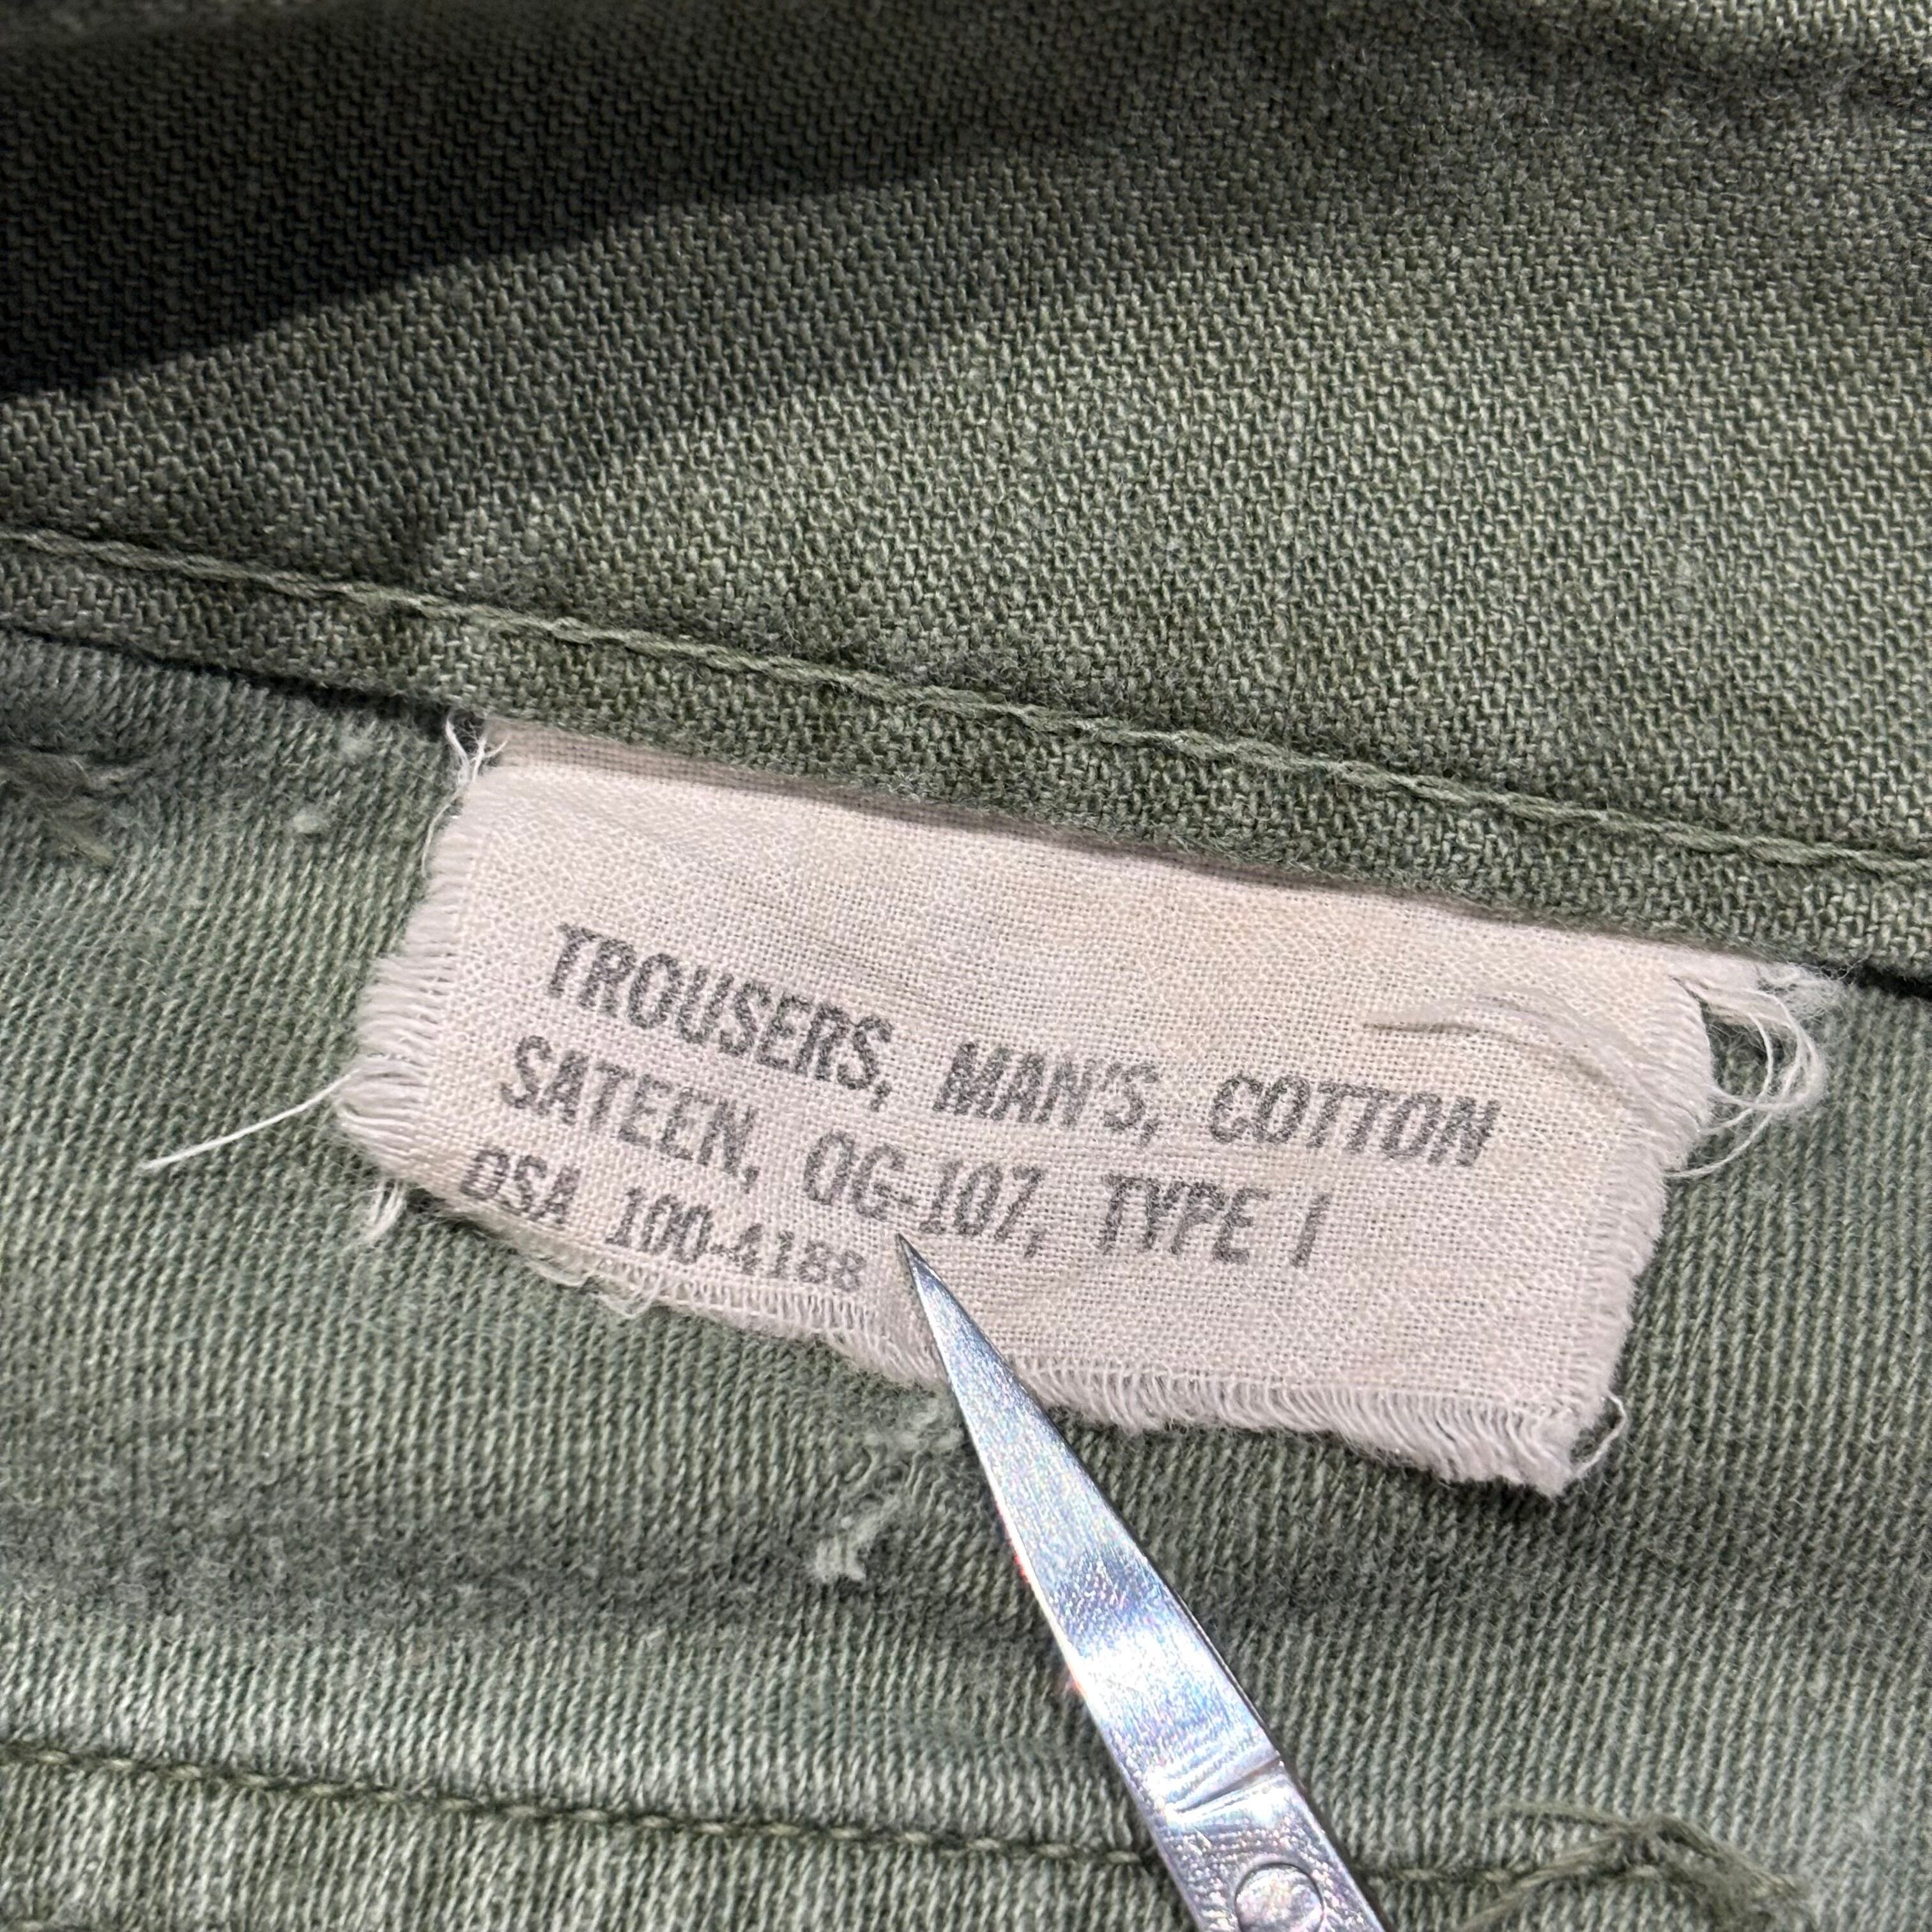 TROUSERS, MAN'S, COTTON
SATEEN, OG-107, TYPE I
DSA 100-4188